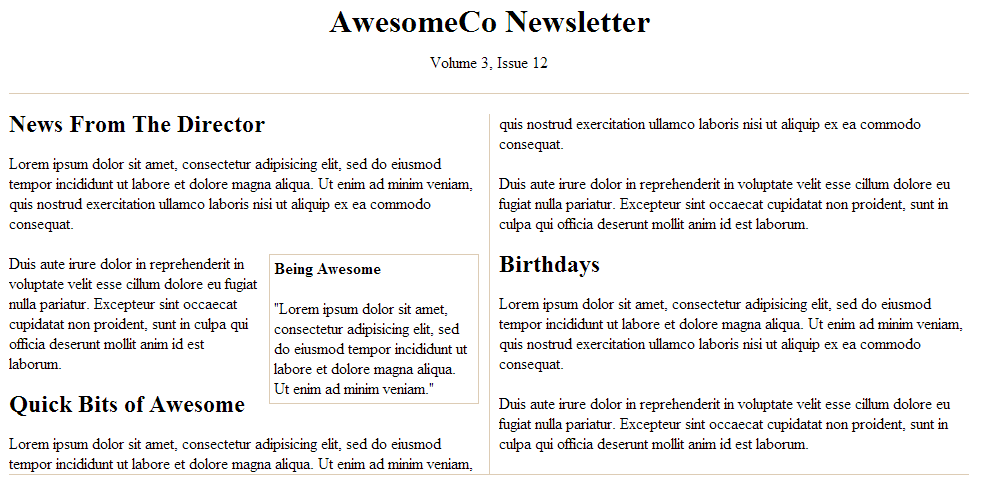 AwesomeCo Newsletter
Volume 3, Issue 12
News From The Director
Lorem ipsum dolor sit amet, consectetur adipisicing elit, sed do eiusmod
tempor incididunt ut labore et dolore magna aliqua. Ut enim ad minim veniam,
quis nostrud exercitation ullamco laboris nisi ut aliquip ex ea commodo
consequat.
Duis aute irure dolor in reprehenderit in
voluptate velit esse cillum dolore eu fugiat
nulla pariatur. Excepteur sint occaecat
cupidatat non proident, sunt in culpa qui
officia deserunt mollit anim id est
laborum.
Being Awesome
"Lorem ipsum dolor sit amet,
consectetur adipisicing elit, sed
do eiusmod tempor incididunt ut
labore et dolore magna aliqua.
Ut enim ad minim veniam."
Quick Bits of Awesome
Lorem ipsum dolor sit amet, consectetur adipisicing elit, sed do eiusmod
tempor incididunt ut labore et dolore magna aliqua. Ut enim ad minim veniam,
quis nostrud exercitation ullamco laboris nisi ut aliquip ex ea commodo
consequat.
Duis aute irure dolor in reprehenderit in voluptate velit esse cillum dolore eu
fugiat nulla pariatur. Excepteur sint occaecat cupidatat non proident, sunt in
culpa qui officia deserunt mollit anim id est laborum.
Birthdays
Lorem ipsum dolor sit amet, consectetur adipisicing elit, sed do eiusmod
tempor incididunt ut labore et dolore magna aliqua. Ut enim ad minim veniam,
quis nostrud exercitation ullamco laboris nisi ut aliquip ex ea commodo
consequat.
Duis aute irure dolor in reprehenderit in voluptate velit esse cillum dolore eu
fugiat nulla pariatur. Excepteur sint occaecat cupidatat non proident, sunt in
culpa qui officia deserunt mollit anim id est laborum.